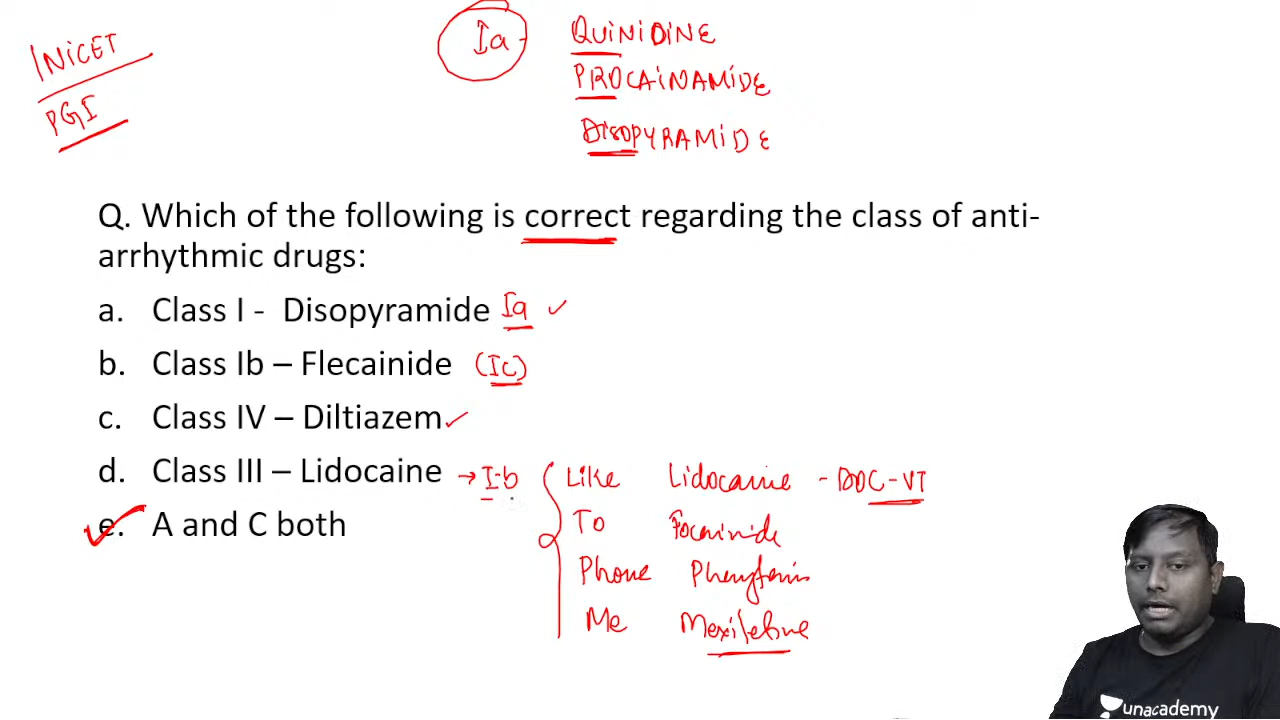 INiCET
PGI
Ia - QUiNiDiNE
PROCAiNAMiDE
DisoPYRAMiDE
Q. Which of the following is correct regarding the class of anti-
arrhythmic drugs:
a. Class I - Disopyramide Ia ✓
b. Class Ib – Flecainide (Ic)
c. Class IV – Diltiazem ✓
d. Class III – Lidocaine → I-b
e. A and C both
Like Lidocaine - DOC-VT
To Tocainide
Phone Phenytoin
Me Mexiletine
unacademy